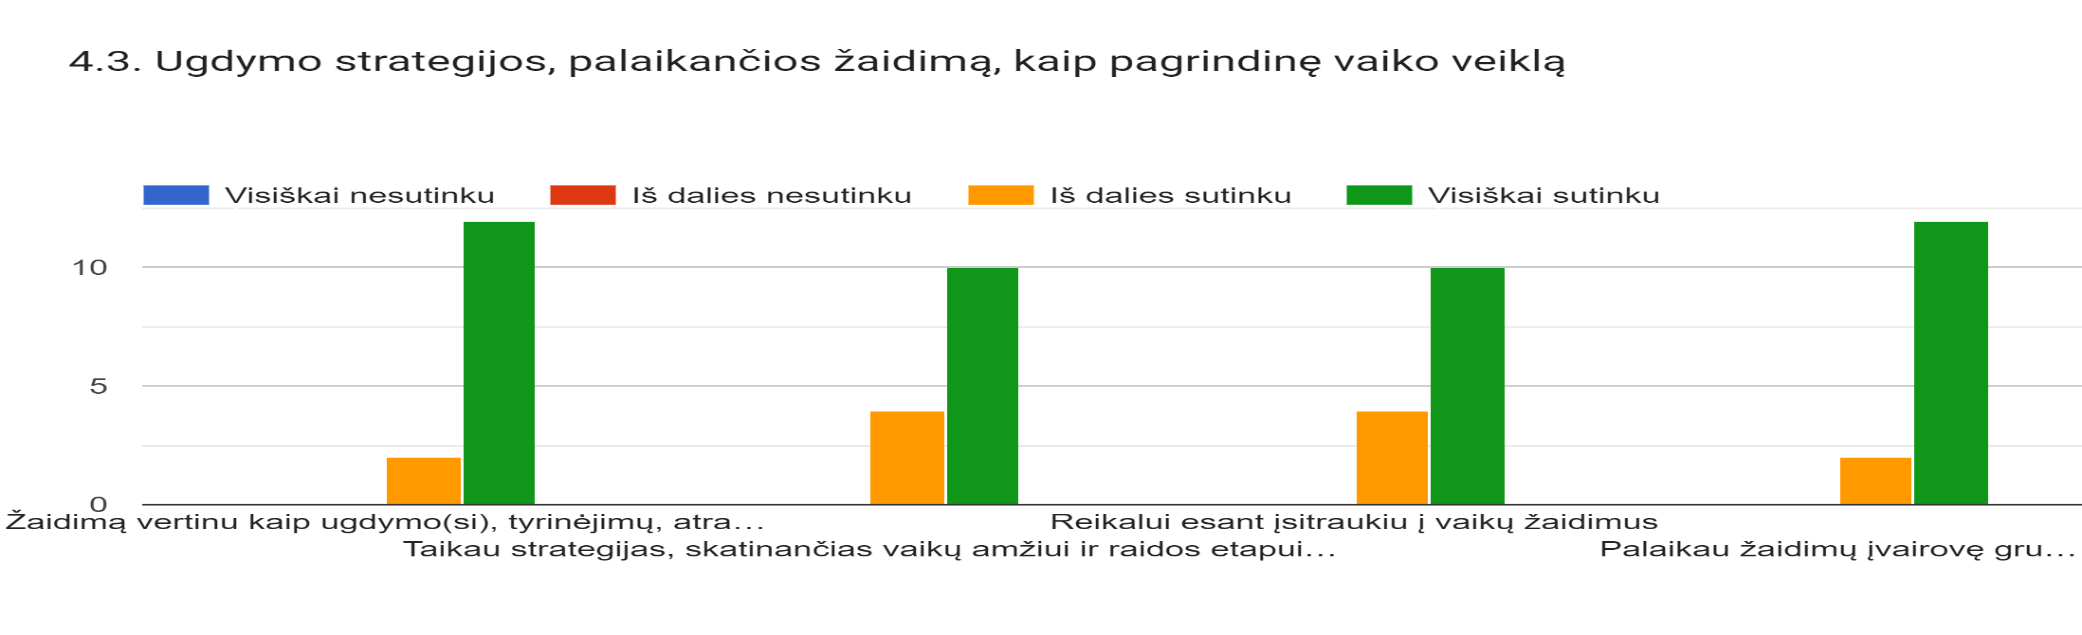 4.3. Ugdymo strategijos, palaikančios žaidimą, kaip pagrindinę vaiko veiklą
Visiškai nesutinku Iš dalies nesutinku Iš dalies sutinku Visiškai sutinku
10
5
0
Žaidimą vertinu kaip ugdymo(si), tyrinėjimų, atra… Reikalui esant įsitraukiu į vaikų žaidimus
Taikau strategijas, skatinančias vaikų amžiui ir raidos etapui… Palaikau žaidimų įvairovę gru…